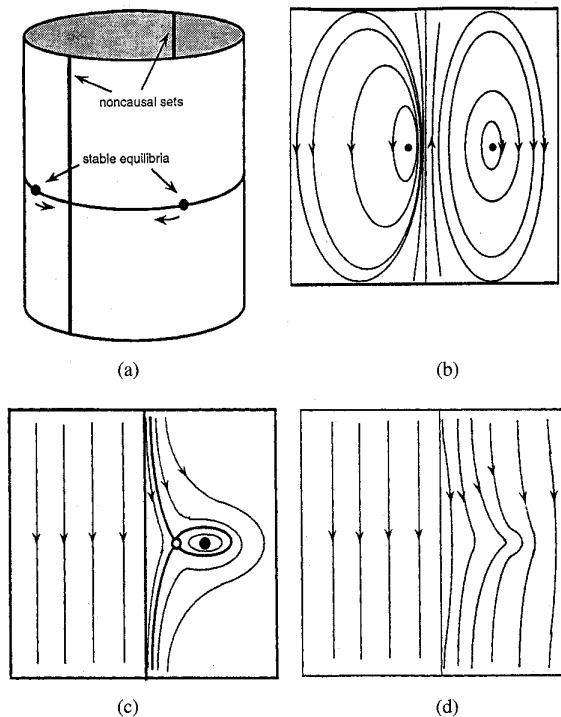 noncausal sets
stable equilibria
(a)
(b)
(c)
(d)